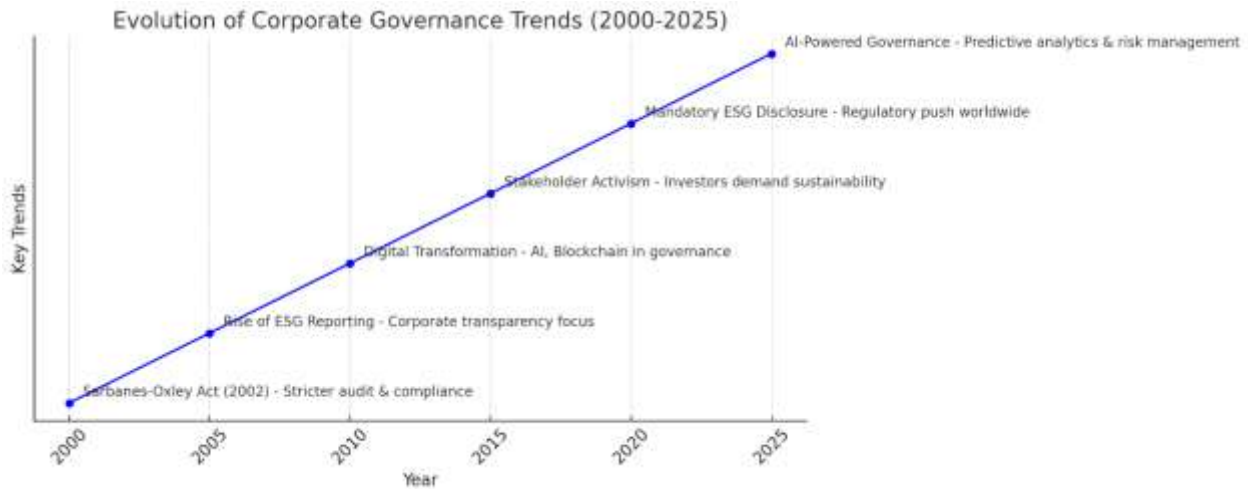 Evolution of Corporate Governance Trends (2000-2025)
AI-Powered Governance - Predictive analytics & risk management
Mandatory ESG Disclosure - Regulatory push worldwide
Stakeholder Activism - Investors demand sustainability
Digital Transformation - AI, Blockchain in governance
Rise of ESG Reporting - Corporate transparency focus
Sarbanes-Oxley Act (2002) - Stricter audit & compliance
Key Trends
2000
2005
2010
2015
2020
2025
Year